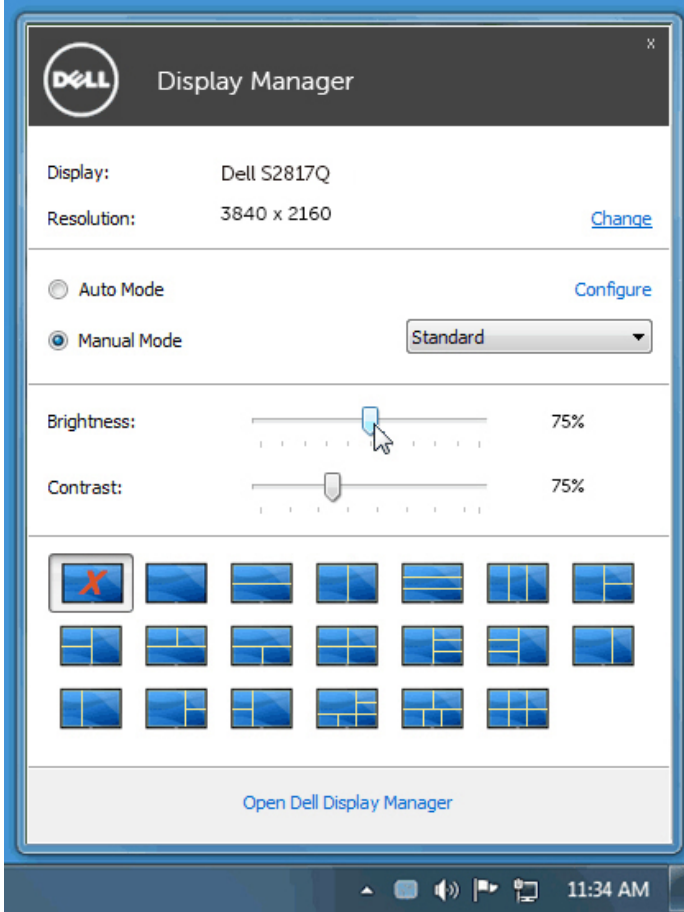 x
DELL
Display Manager
Display: Dell S2817Q
Resolution: 3840 x 2160 Change
Auto Mode Configure
Manual Mode Standard
Brightness: 75%
Contrast: 75%
Open Dell Display Manager
11:34 AM